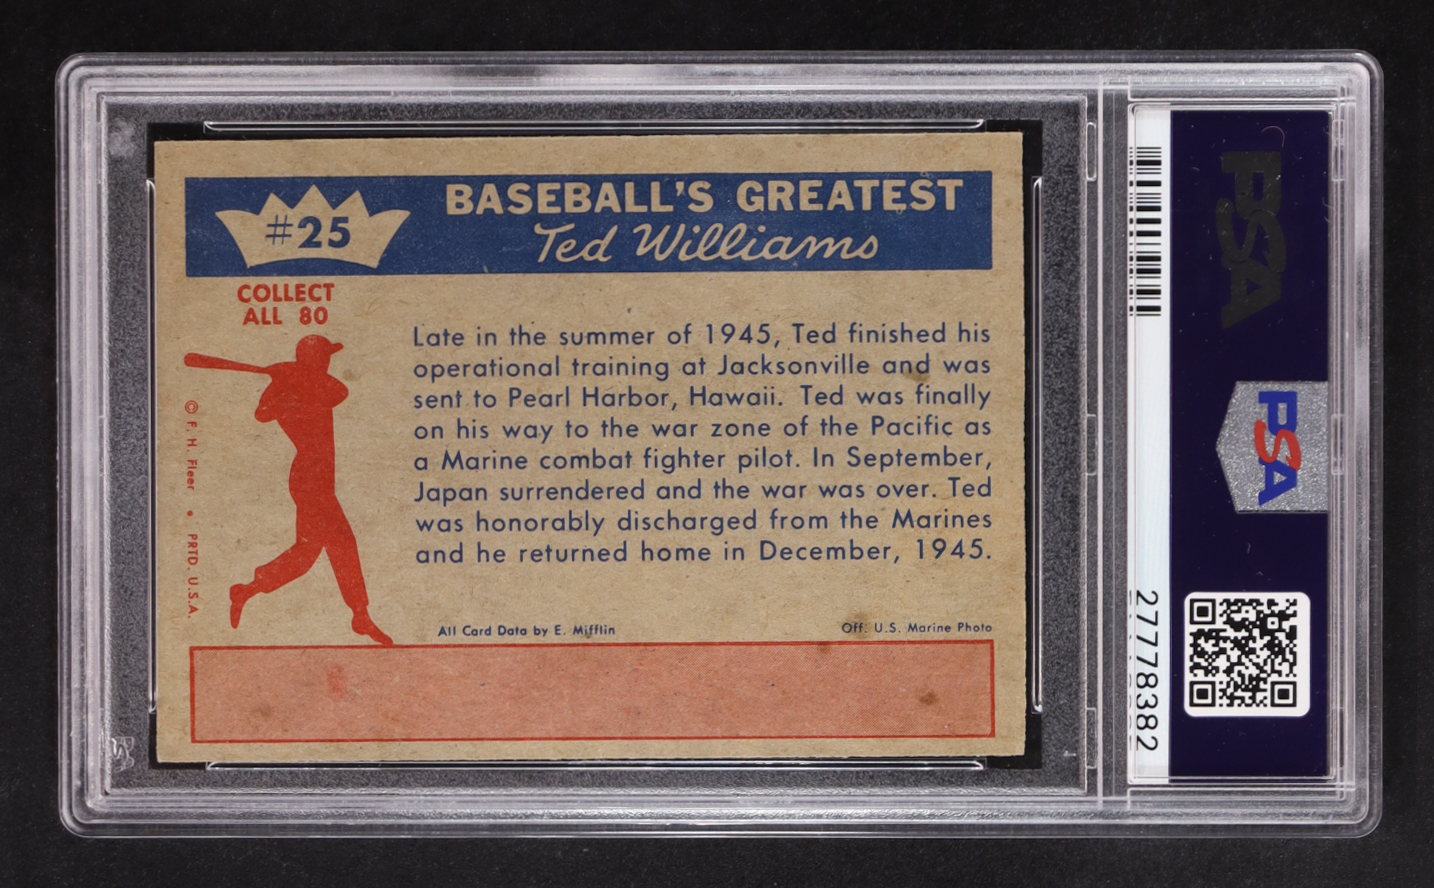 #25
BASEBALL'S GREATEST
Ted Williams
COLLECT
ALL 80
Late in the summer of 1945, Ted finished his
operational training at Jacksonville and was
sent to Pearl Harbor, Hawaii. Ted was finally
on his way to the war zone of the Pacific as
a Marine combat fighter pilot. In September,
Japan surrendered and the war was over. Ted
was honorably discharged from the Marines
and he returned home in December, 1945.
© F. H. Fleer • PRTD. U.S.A.
All Card Data by E. Mifflin
Off: U.S. Marine Photo
PSA
PSA
27778382